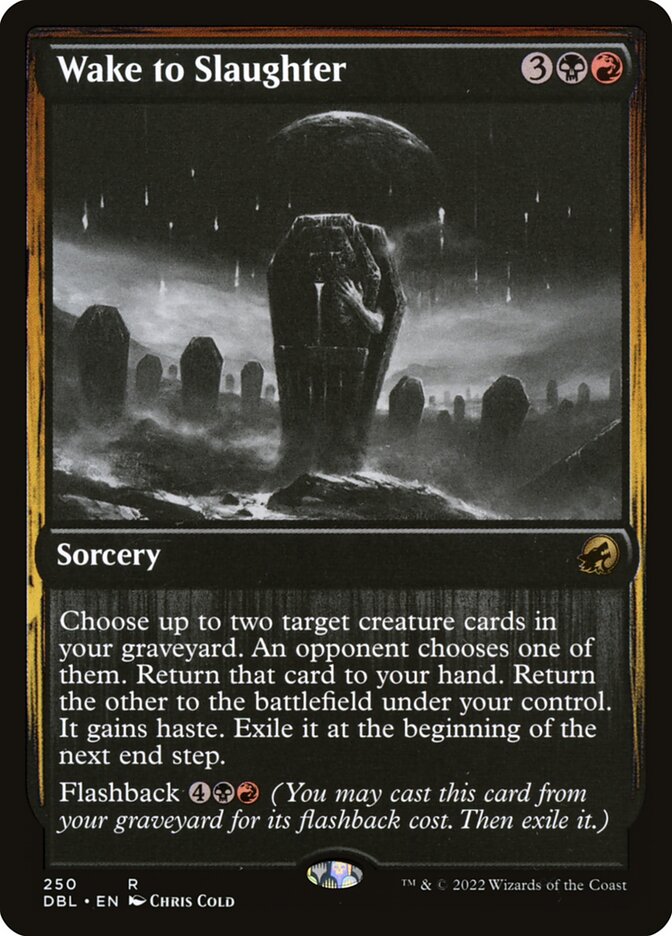 Wake to Slaughter 3
Sorcery
Choose up to two target creature cards in
your graveyard. An opponent chooses one of
them. Return that card to your hand. Return
the other to the battlefield under your control.
It gains haste. Exile it at the beginning of the
next end step.
Flashback 4 (You may cast this card from
your graveyard for its flashback cost. Then exile it.)
250 R
DBL • EN Chris Cold
™ & © 2022 Wizards of the Coast